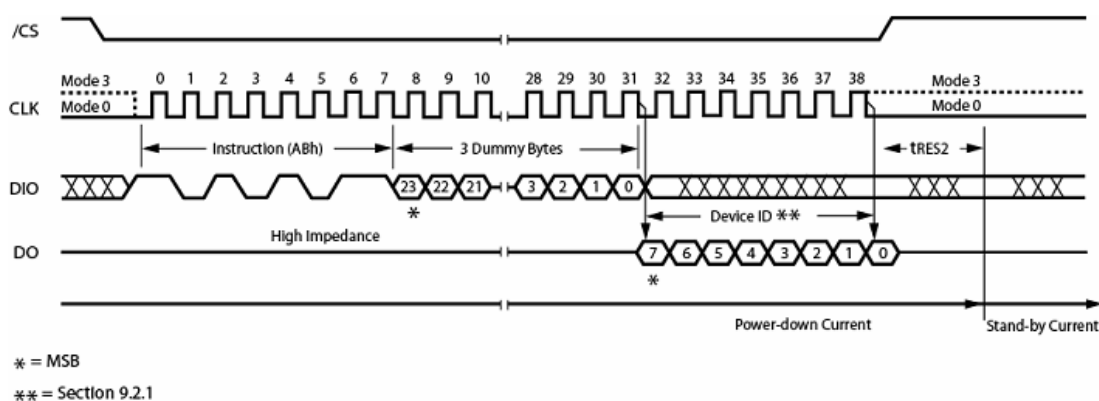 /CS
Mode 3 0 1 2 3 4 5 6 7 8 9 10 28 29 30 31 32 33 34 35 36 37 38 Mode 3
CLK Mode 0 Mode 0
Instruction (ABh) 3 Dummy Bytes tRES2
DIO 23 22 21 3 2 1 0
* Device ID **
High Impedance
DO 7 6 5 4 3 2 1 0
*
Power-down Current Stand-by Current
* = MSB
** = Section 9.2.1